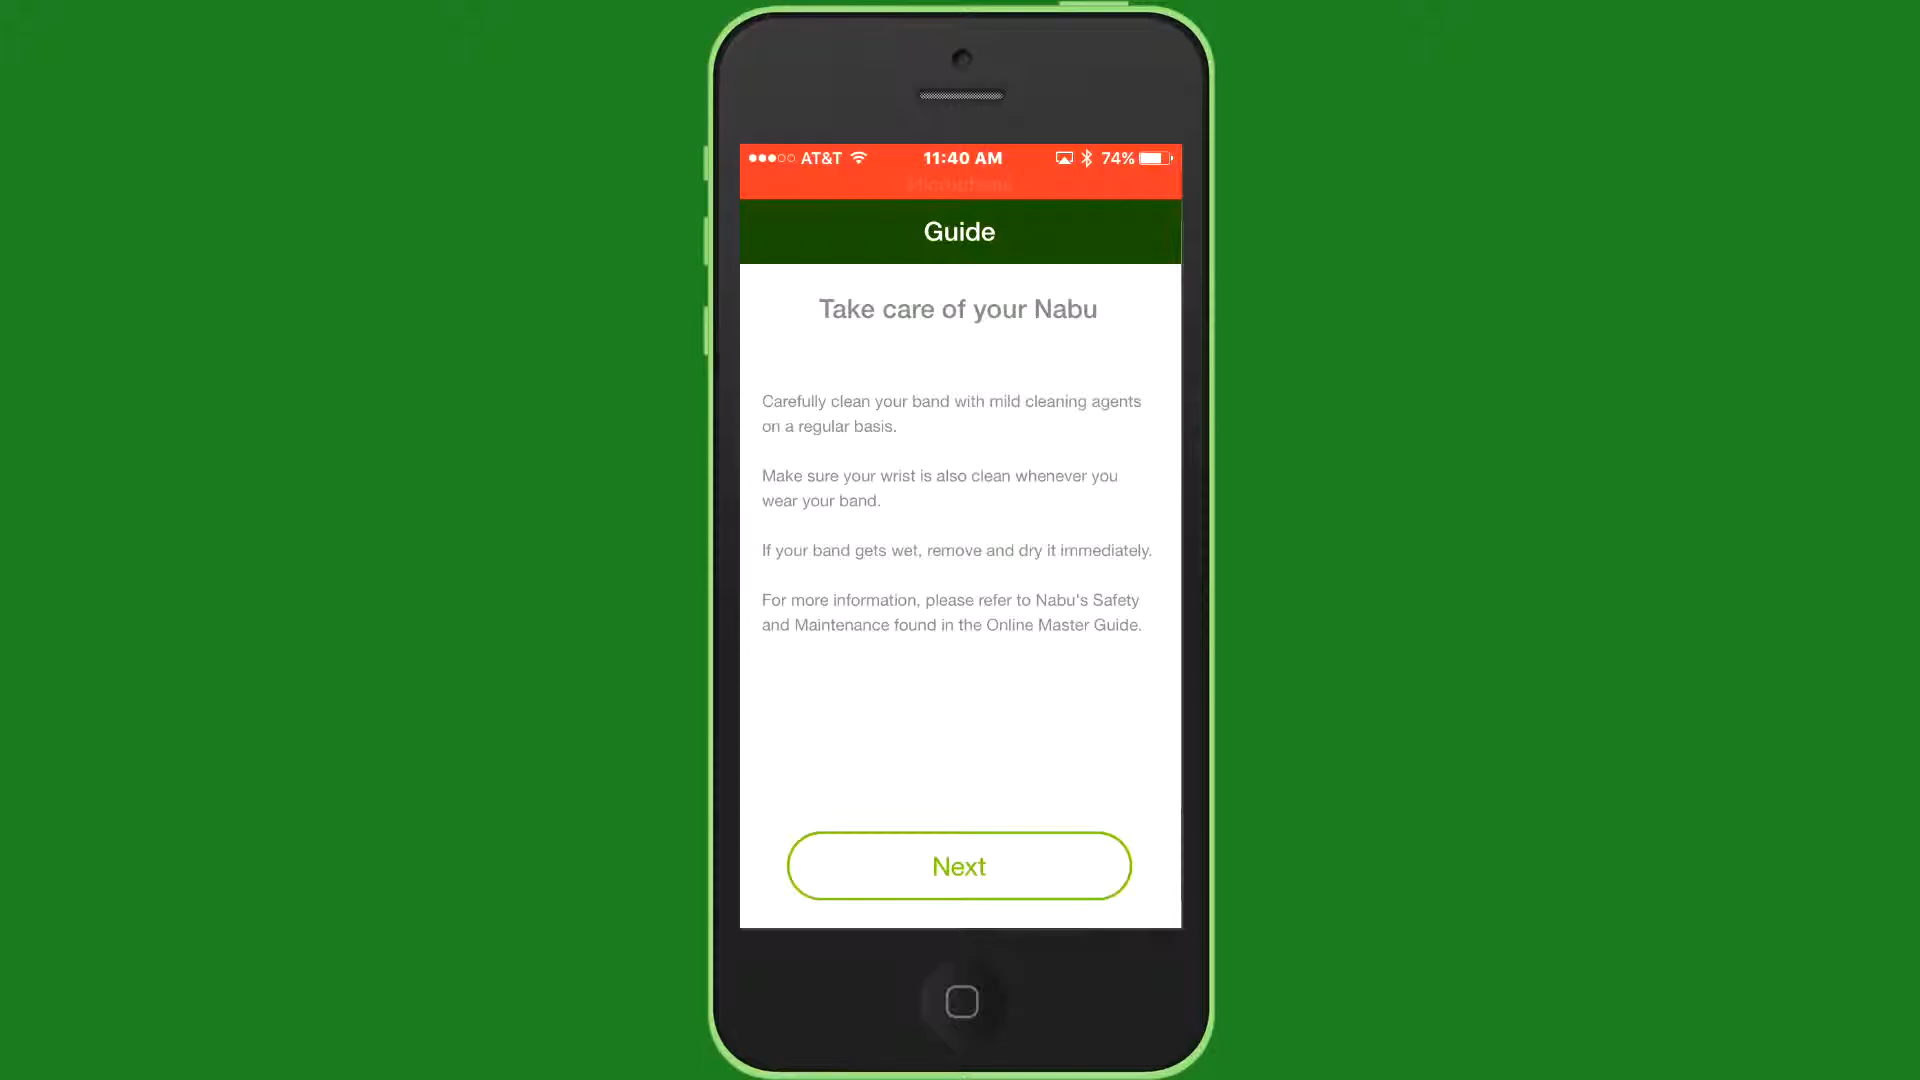 AT&T 11:40 AM 74%
Guide
Take care of your Nabu
Carefully clean your band with mild cleaning agents
on a regular basis.
Make sure your wrist is also clean whenever you
wear your band.
If your band gets wet, remove and dry it immediately.
For more information, please refer to Nabu's Safety
and Maintenance found in the Online Master Guide.
Next